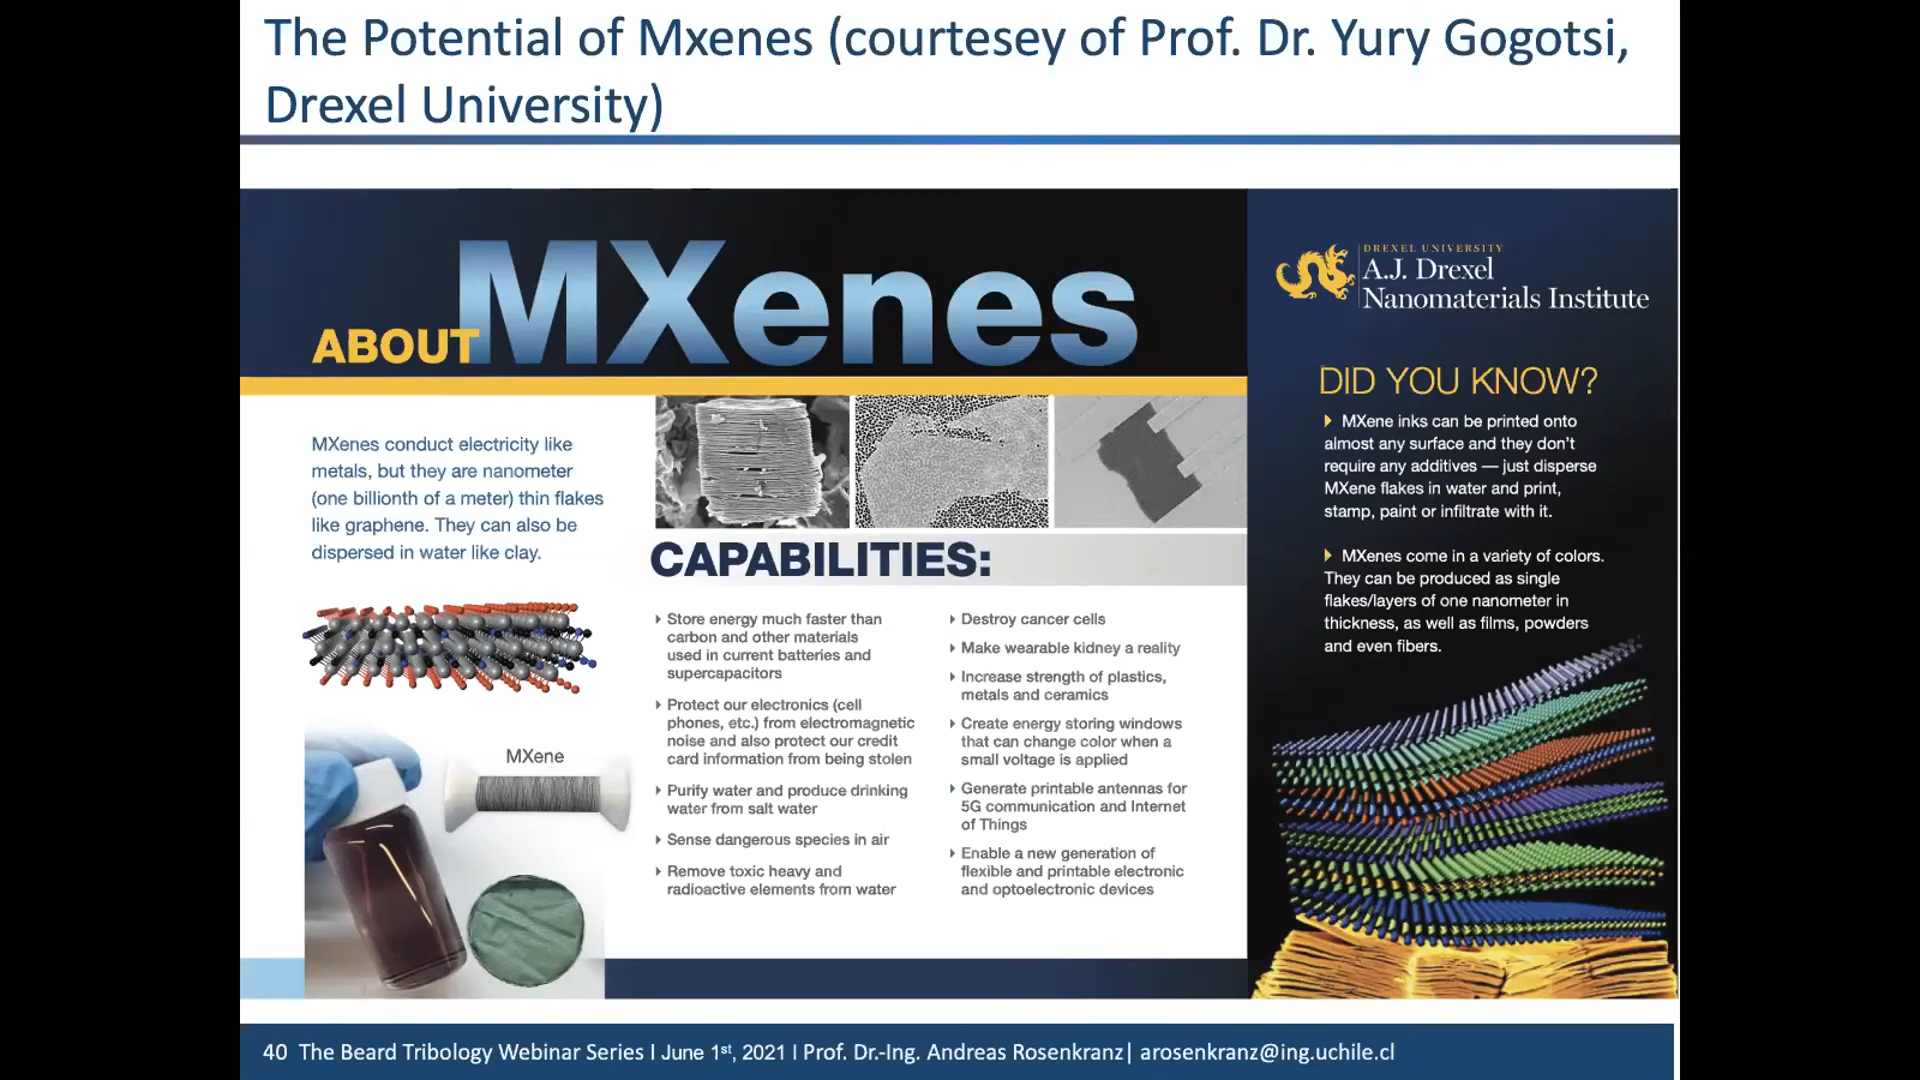 The Potential of Mxenes (courtesey of Prof. Dr. Yury Gogotsi,
Drexel University)
ABOUT MXenes
MXenes conduct electricity like
metals, but they are nanometer
(one billionth of a meter) thin flakes
like graphene. They can also be
dispersed in water like clay.
MXene
CAPABILITIES:
Store energy much faster than
carbon and other materials
used in current batteries and
supercapacitors
Protect our electronics (cell
phones, etc.) from electromagnetic
noise and also protect our credit
card information from being stolen
Purify water and produce drinking
water from salt water
Sense dangerous species in air
Remove toxic heavy and
radioactive elements from water
Destroy cancer cells
Make wearable kidney a reality
Increase strength of plastics,
metals and ceramics
Create energy storing windows
that can change color when a
small voltage is applied
Generate printable antennas for
5G communication and Internet
of Things
Enable a new generation of
flexible and printable electronic
and optoelectronic devices
DREXEL UNIVERSITY
A.J. Drexel
Nanomaterials Institute
DID YOU KNOW?
MXene inks can be printed onto
almost any surface and they don't
require any additives — just disperse
MXene flakes in water and print,
stamp, paint or infiltrate with it.
MXenes come in a variety of colors.
They can be produced as single
flakes/layers of one nanometer in
thickness, as well as films, powders
and even fibers.
40 The Beard Tribology Webinar Series I June 1st, 2021 I Prof. Dr.-Ing. Andreas Rosenkranz| arosenkranz@ing.uchile.cl